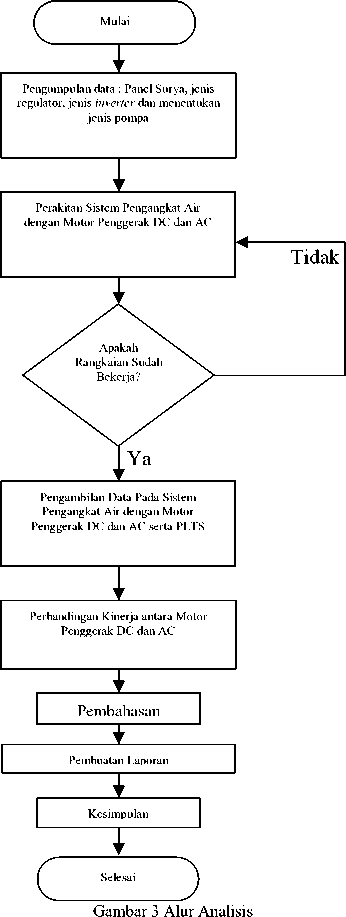 Mulai
Pengumpulan data : Panel Surya, jenis
regulator, jenis inverter dan menentukan
jenis pompa
Perakitan Sistem Pengangkat Air
dengan Motor Penggerak DC dan AC
Tidak
Apakah
Rangkaian Sudah
Bekerja?
Ya
Pengambilan Data Pada Sistem
Pengangkat Air dengan Motor
Penggerak DC dan AC serta PLTS
Perbandingan Kinerja antara Motor
Penggerak DC dan AC
Pembahasan
Pembuatan Laporan
Kesimpulan
Selesai
Gambar 3 Alur Analisis